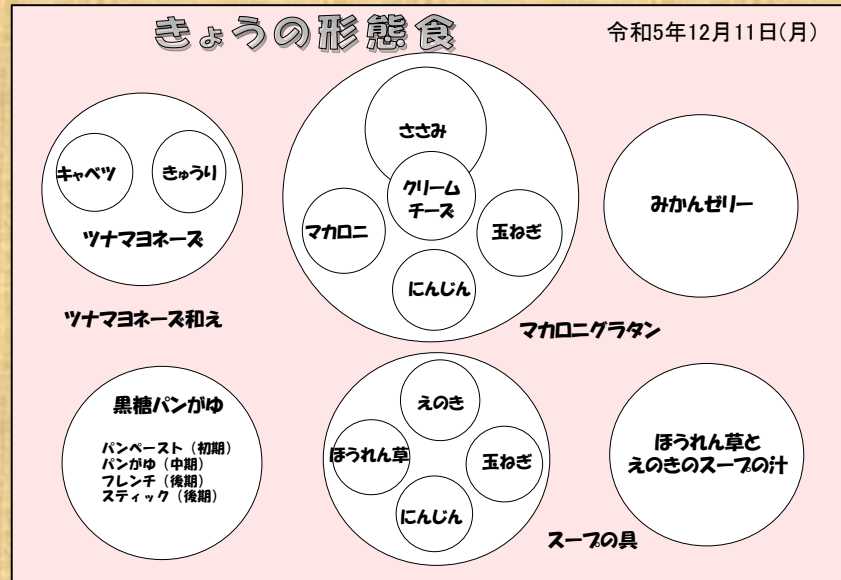 きょうの形態食
令和5年12月11日(月)
キャベツ
きゅうり
ツナマヨネーズ
ツナマヨネーズ和え
ささみ
クリーム
チーズ
マカロニ
玉ねぎ
にんじん
マカロニグラタン
みかんゼリー
黒糖パンがゆ
パンペースト（初期）
パンがゆ（中期）
フレンチ（後期）
スティック（後期）
えのき
ほうれん草
玉ねぎ
にんじん
スープの具
ほうれん草と
えのきのスープの汁